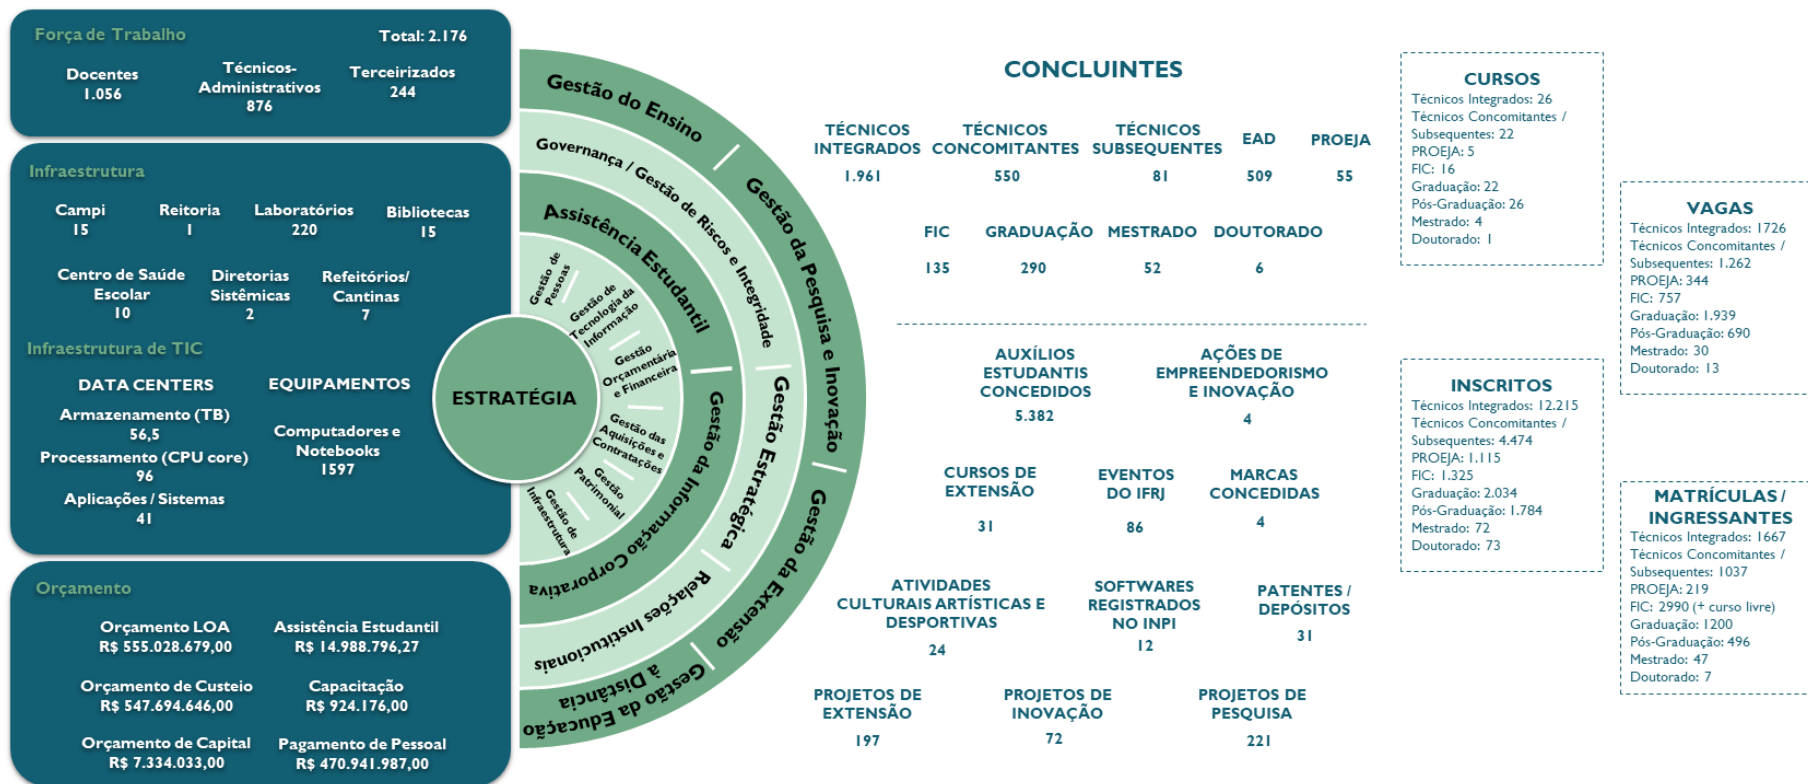 Força de Trabalho
Total: 2.176
Docentes
1.056
Técnicos-
Administrativos
876
Terceirizados
244
Infraestrutura
Campi
15
Reitoria
1
Laboratórios
220
Bibliotecas
15
Centro de Saúde
Escolar
10
Diretorias
Sistêmicas
2
Refeitórios/
Cantinas
7
Infraestrutura de TIC
DATA CENTERS
Armazenamento (TB)
56,5
Processamento (CPU core)
96
Aplicações / Sistemas
41
EQUIPAMENTOS
Computadores e
Notebooks
1597
Orçamento
Orçamento LOA
R$ 555.028.679,00
Assistência Estudantil
R$ 14.988.796,27
Orçamento de Custeio
R$ 547.694.646,00
Capacitação
R$ 924.176,00
Orçamento de Capital
R$ 7.334.033,00
Pagamento de Pessoal
R$ 470.941.987,00
ESTRATÉGIA
Gestão de
Pessoas
Gestão de
Tecnologia da
Informação
Gestão
Orçamentária
e Financeira
Gestão das
Aquisições e
Contratações
Gestão
Patrimonial
Gestão de
Infraestrutura
Assistência Estudantil
Gestão da Informação Corporativa
Governança / Gestão de Riscos e Integridade
Gestão Estratégica
Relações Institucionais
Gestão do Ensino
Gestão da Pesquisa e Inovação
Gestão da Extensão
Gestão da Educação
à Distância
CONCLUINTES
TÉCNICOS
INTEGRADOS
1.961
TÉCNICOS
CONCOMITANTES
550
TÉCNICOS
SUBSEQUENTES
81
EAD
509
PROEJA
55
FIC
135
GRADUAÇÃO
290
MESTRADO
52
DOUTORADO
6
AUXÍLIOS
ESTUDANTIS
CONCEDIDOS
5.382
AÇÕES DE
EMPREENDEDORISMO
E INOVAÇÃO
4
CURSOS DE
EXTENSÃO
31
EVENTOS
DO IFRJ
86
MARCAS
CONCEDIDAS
4
ATIVIDADES
CULTURAIS ARTÍSTICAS E
DESPORTIVAS
24
SOFTWARES
REGISTRADOS
NO INPI
12
PATENTES /
DEPÓSITOS
31
PROJETOS DE
EXTENSÃO
197
PROJETOS DE
INOVAÇÃO
72
PROJETOS DE
PESQUISA
221
CURSOS
Técnicos Integrados: 26
Técnicos Concomitantes /
Subsequentes: 22
PROEJA: 5
FIC: 16
Graduação: 22
Pós-Graduação: 26
Mestrado: 4
Doutorado: 1
VAGAS
Técnicos Integrados: 1726
Técnicos Concomitantes /
Subsequentes: 1.262
PROEJA: 344
FIC: 757
Graduação: 1.939
Pós-Graduação: 690
Mestrado: 30
Doutorado: 13
INSCRITOS
Técnicos Integrados: 12.215
Técnicos Concomitantes /
Subsequentes: 4.474
PROEJA: 1.115
FIC: 1.325
Graduação: 2.034
Pós-Graduação: 1.784
Mestrado: 72
Doutorado: 73
MATRÍCULAS /
INGRESSANTES
Técnicos Integrados: 1667
Técnicos Concomitantes /
Subsequentes: 1037
PROEJA: 219
FIC: 2990 (+ curso livre)
Graduação: 1200
Pós-Graduação: 496
Mestrado: 47
Doutorado: 7